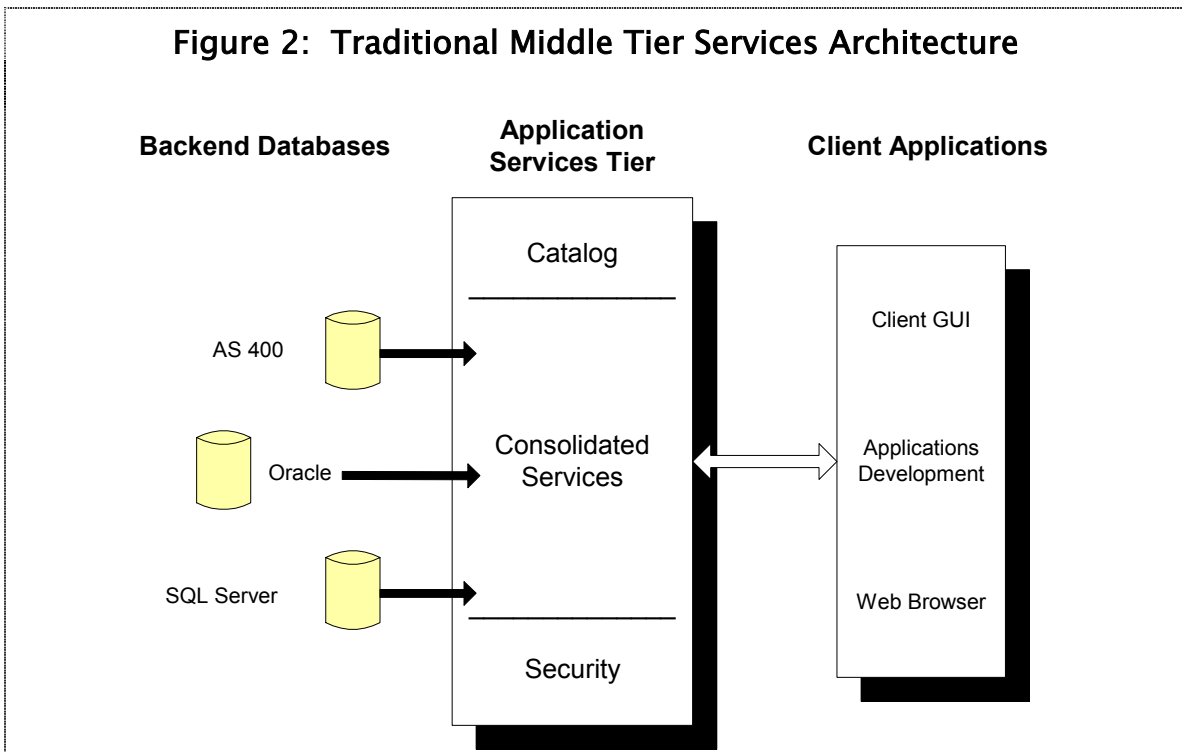 Figure 2: Traditional Middle Tier Services Architecture
Backend Databases
Application
Services Tier
Client Applications
Catalog
AS 400
Oracle
SQL Server
Consolidated
Services
Security
Client GUI
Applications
Development
Web Browser